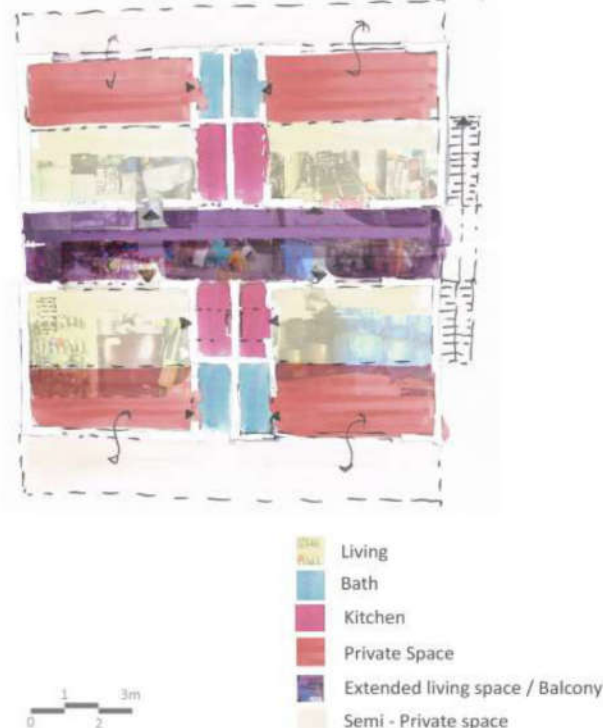 Living
Bath
Kitchen
Private Space
Extended living space / Balcony
Semi - Private space
1 3m
0 2